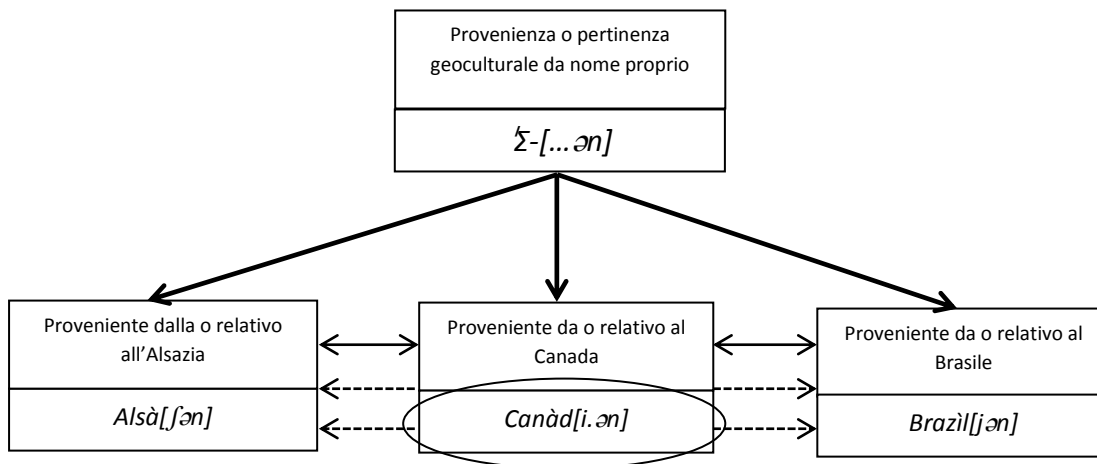 Provenienza o pertinenza
geoculturale da nome proprio
ˈΣ-[...ən]
Proveniente dalla o relativo
all’Alsazia
Alsà[ʃən]
Proveniente da o relativo al
Canada
Canàd[i.ən]
Proveniente da o relativo al
Brasile
Brazìl[jən]